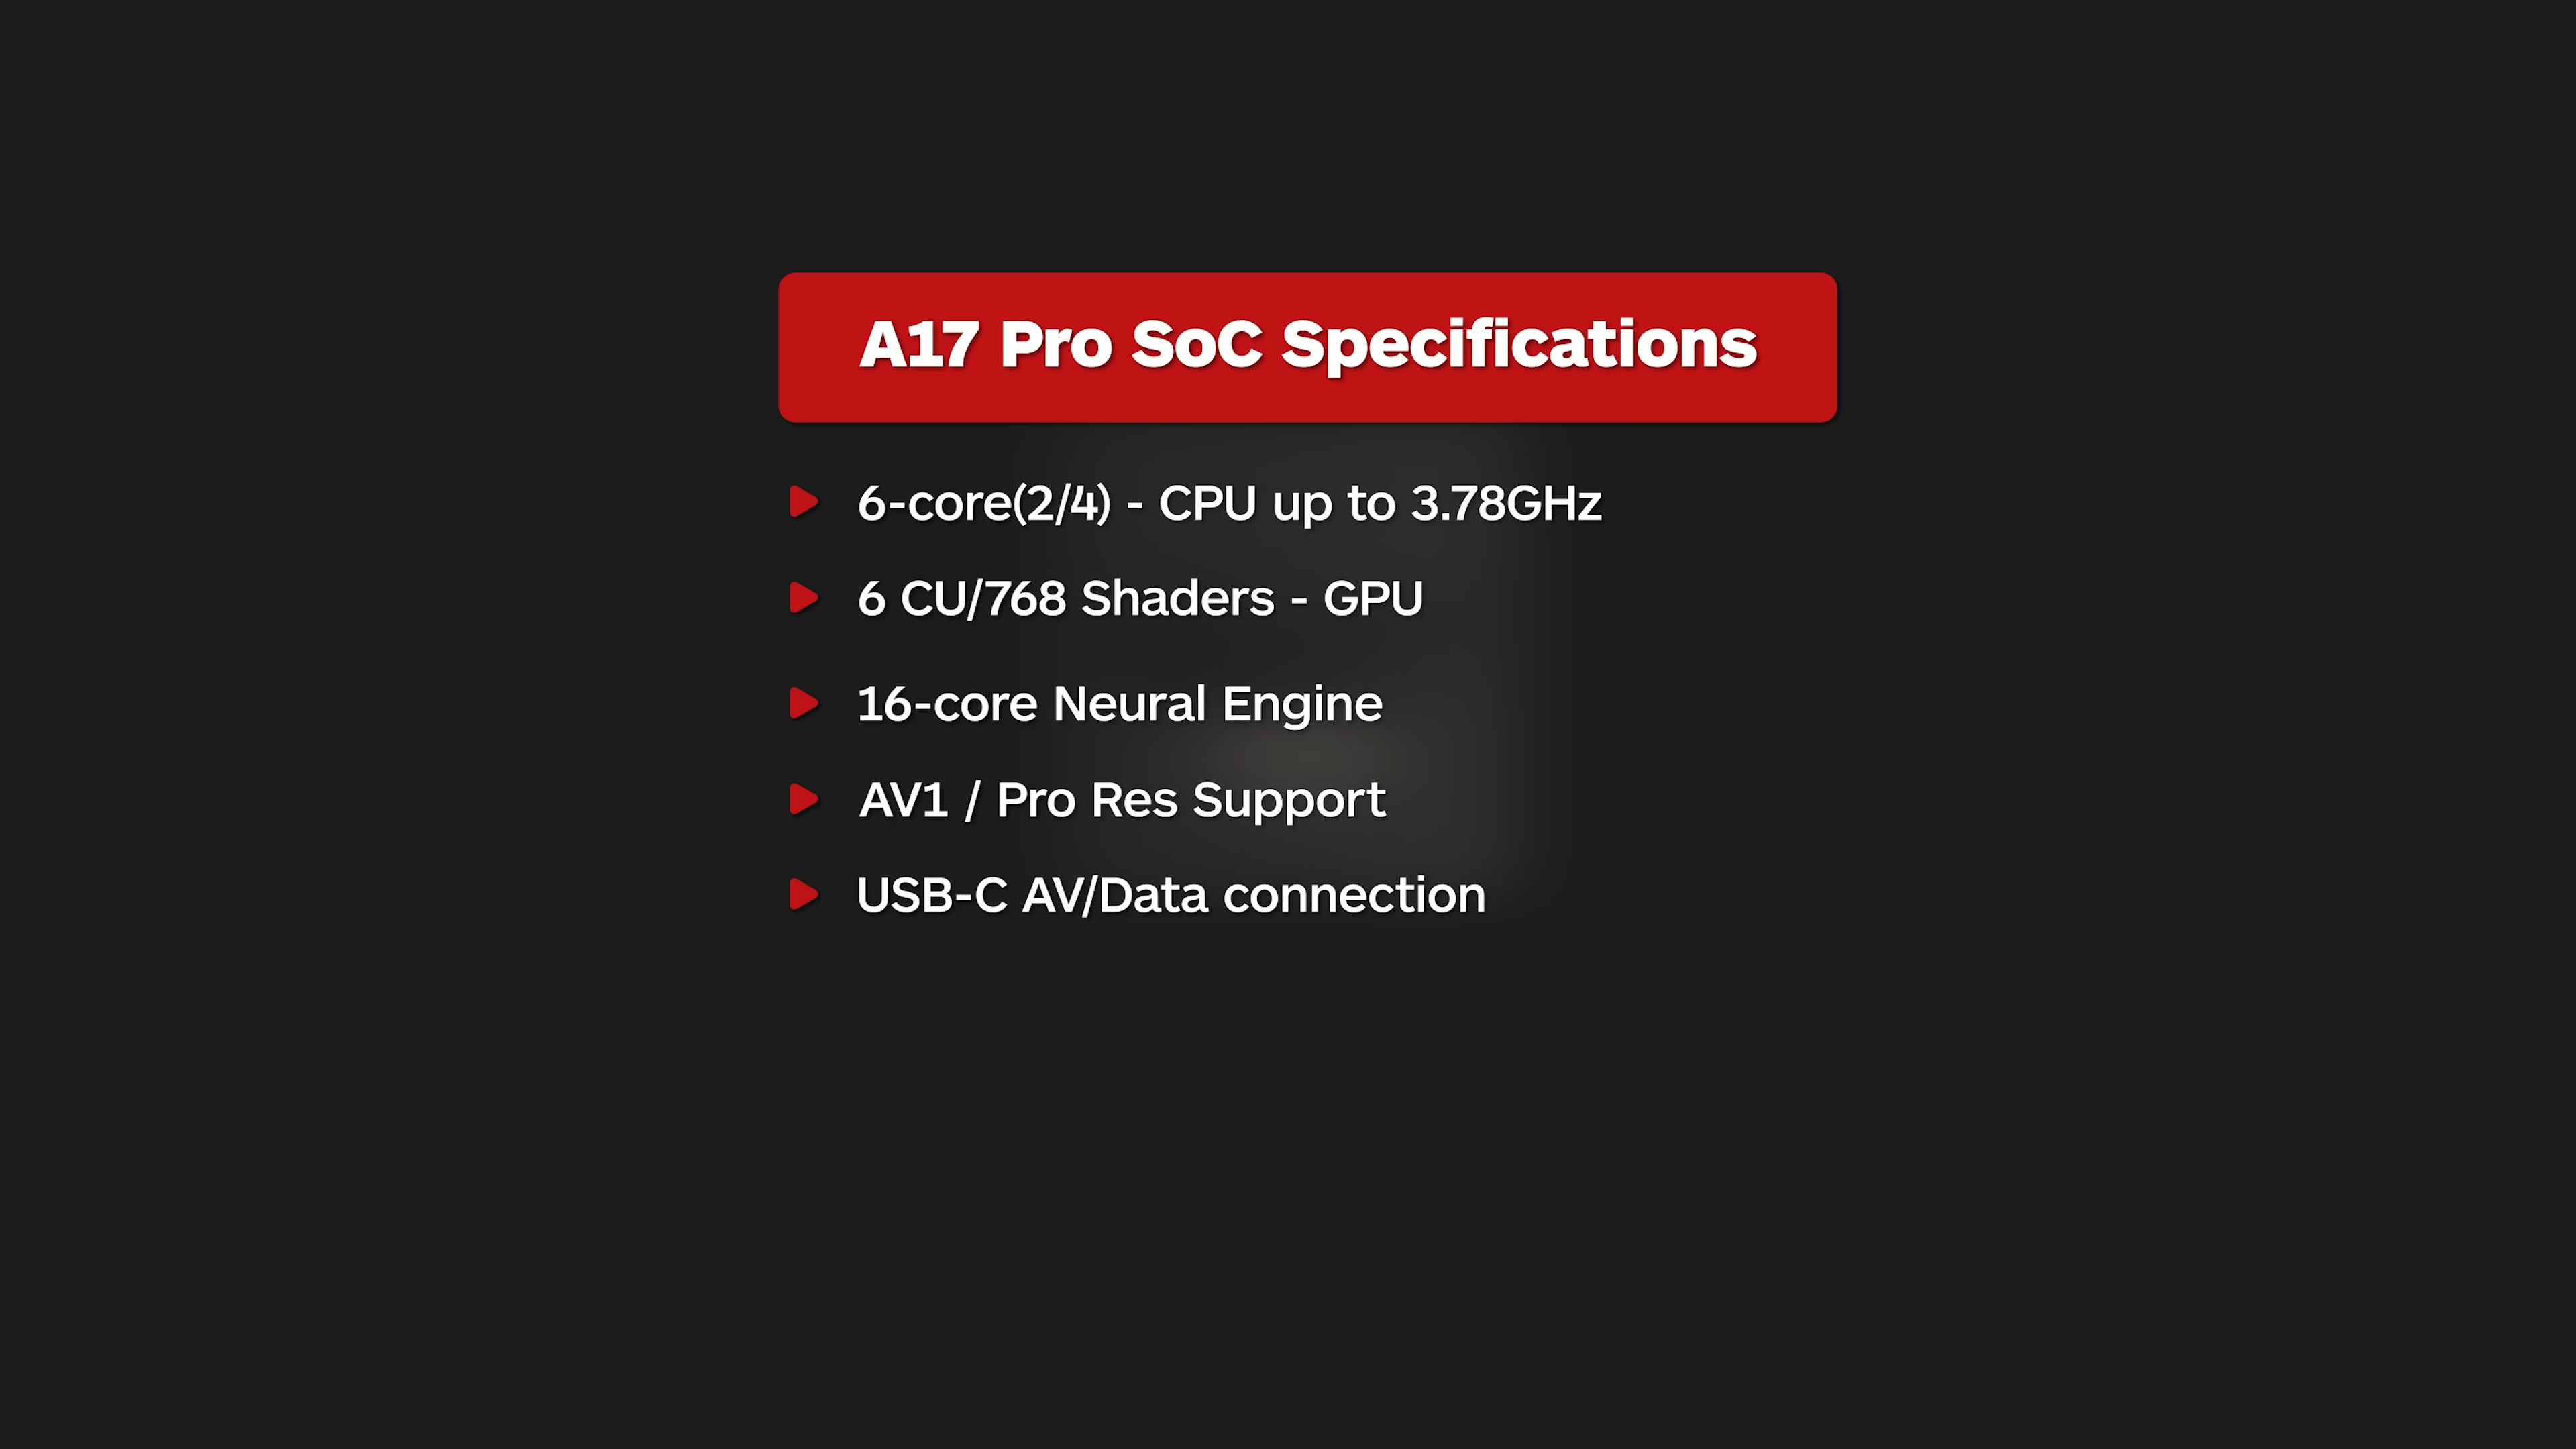 A17 Pro SoC Specifications
6-core(2/4) - CPU up to 3.78GHz
6 CU/768 Shaders - GPU
16-core Neural Engine
AV1 / Pro Res Support
USB-C AV/Data connection